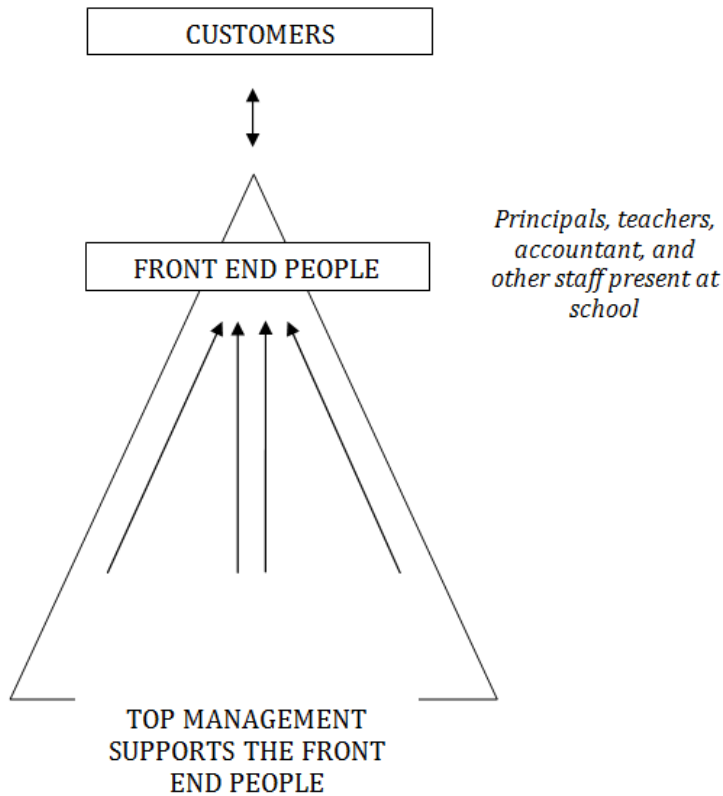 CUSTOMERS
FRONT END PEOPLE
Principals, teachers,
accountant, and
other staff present at
school
TOP MANAGEMENT
SUPPORTS THE FRONT
END PEOPLE